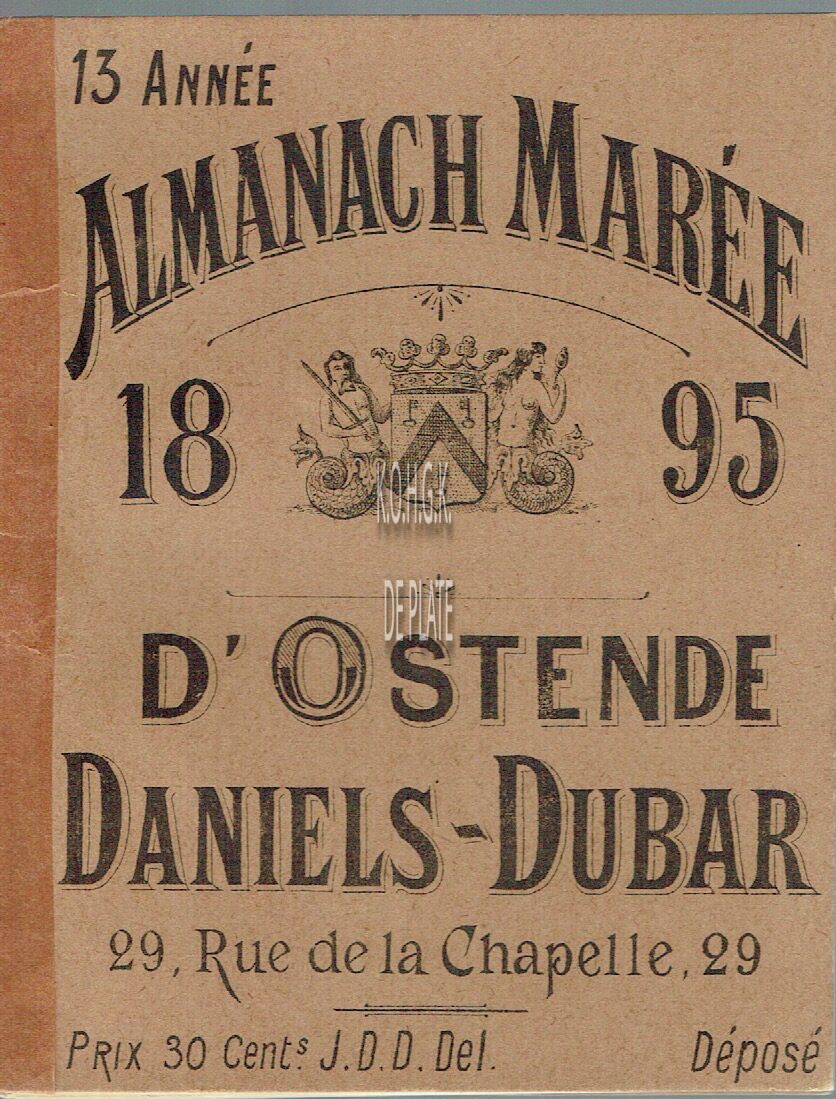 13 ANNÉE
ALMANACH MARÉE
18 95
K.O.H.G.K.
DE PLATE
D'OSTENDE
DANIELS-DUBAR
29, Rue de la Chapelle, 29
PRIX 30 Cents. J.D.D. Del. Déposé